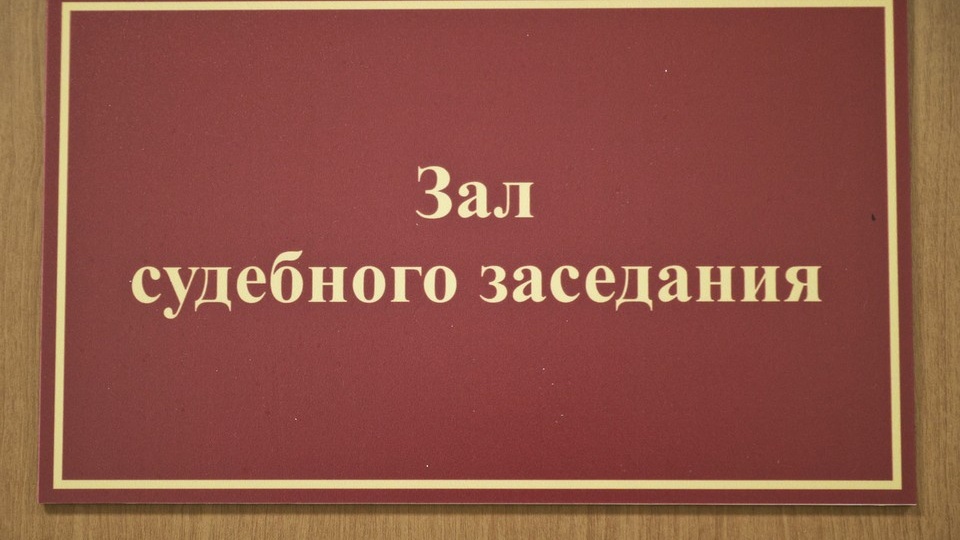 Зал
судебного заседания